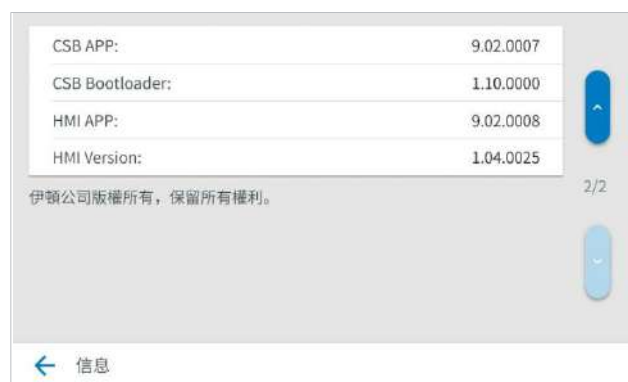 CSB APP: 9.02.0007
CSB Bootloader: 1.10.0000
HMI APP: 9.02.0008
HMI Version: 1.04.0025
伊頓公司版權所有，保留所有權利。
2/2
信息